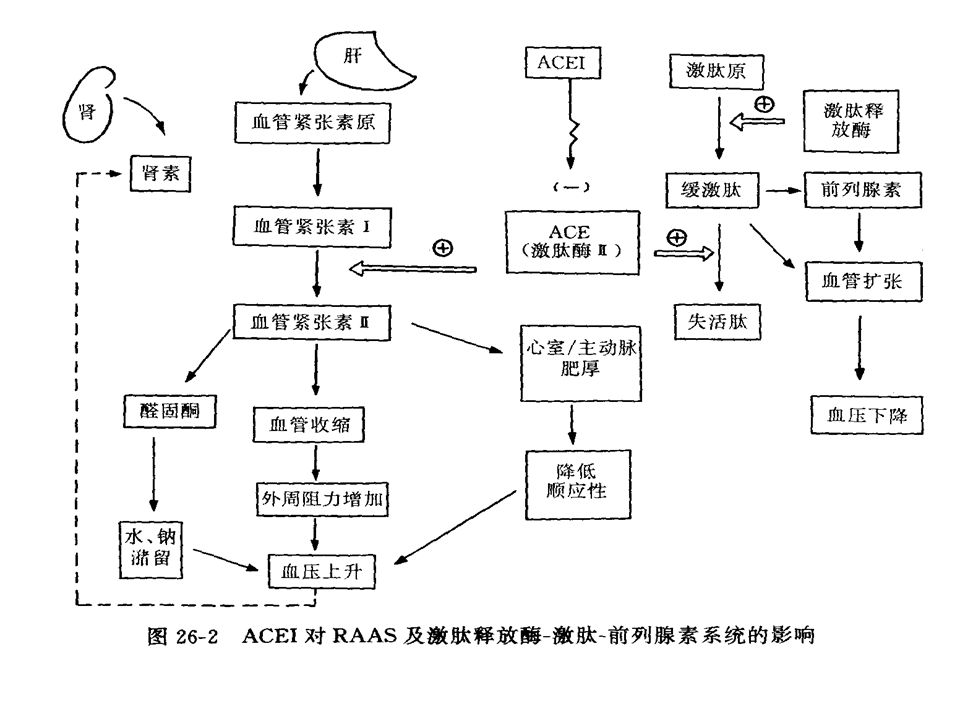 肝
ACEI
激肽原
肾
血管紧张素原
激肽释
放酶
肾素
(一)
缓激肽
前列腺素
血管紧张素 I
ACE
(激肽酶 II)
血管扩张
血管紧张素 II
失活肽
心室/主动脉
肥厚
醛固酮
血管收缩
血压下降
外周阻力增加
降低
顺应性
水、钠
潴留
血压上升
图 26-2 ACEI 对 RAAS 及激肽释放酶-激肽-前列腺素系统的影响